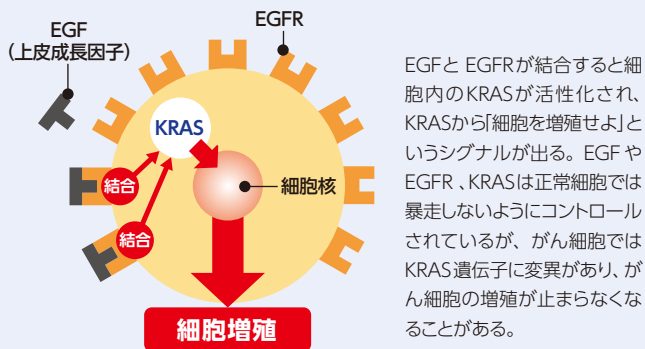 EGF
(上皮成長因子)
EGFR
KRAS
結合
結合
細胞核
細胞増殖
EGFと EGFRが結合すると細
胞内のKRASが活性化され、
KRASから「細胞を増殖せよ」と
いうシグナルが出る。EGF や
EGFR 、KRASは正常細胞では
暴走しないようにコントロール
されているが、がん細胞では
KRAS遺伝子に変異があり、が
ん細胞の増殖が止まらなくな
ることがある。